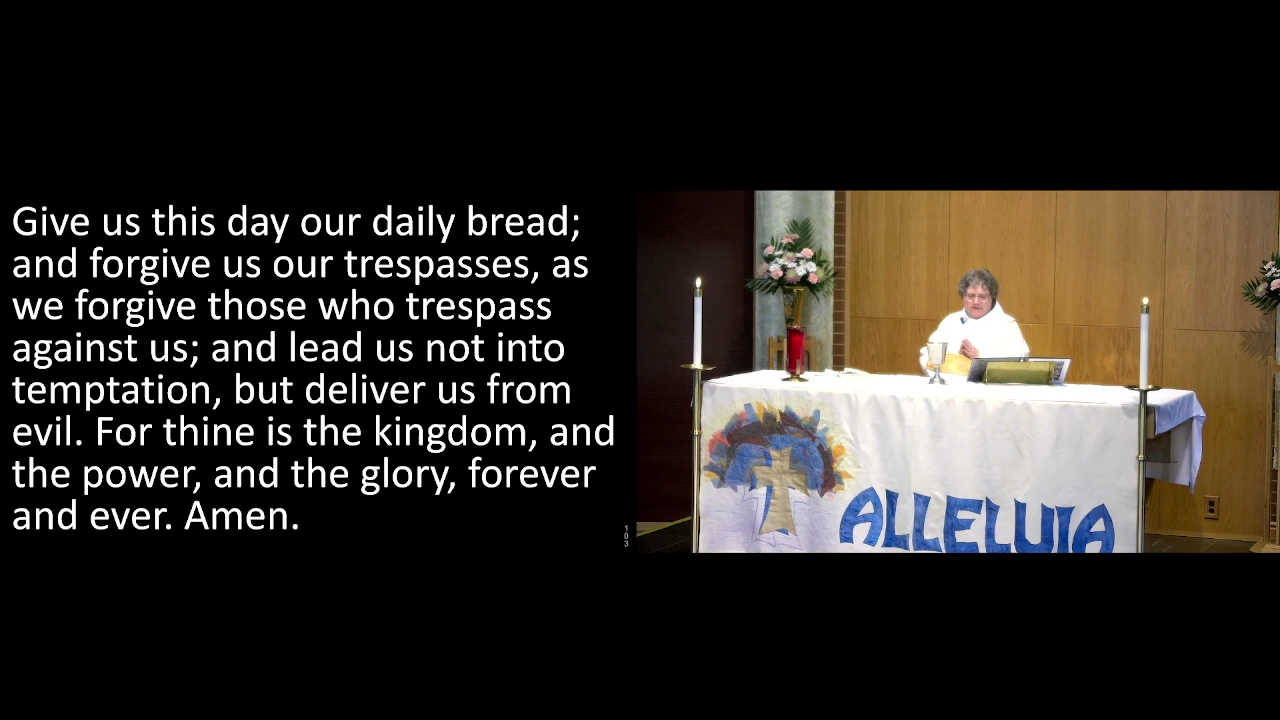 Give us this day our daily bread;
and forgive us our trespasses, as
we forgive those who trespass
against us; and lead us not into
temptation, but deliver us from
evil. For thine is the kingdom, and
the power, and the glory, forever
and ever. Amen.
103
ALLELUIA